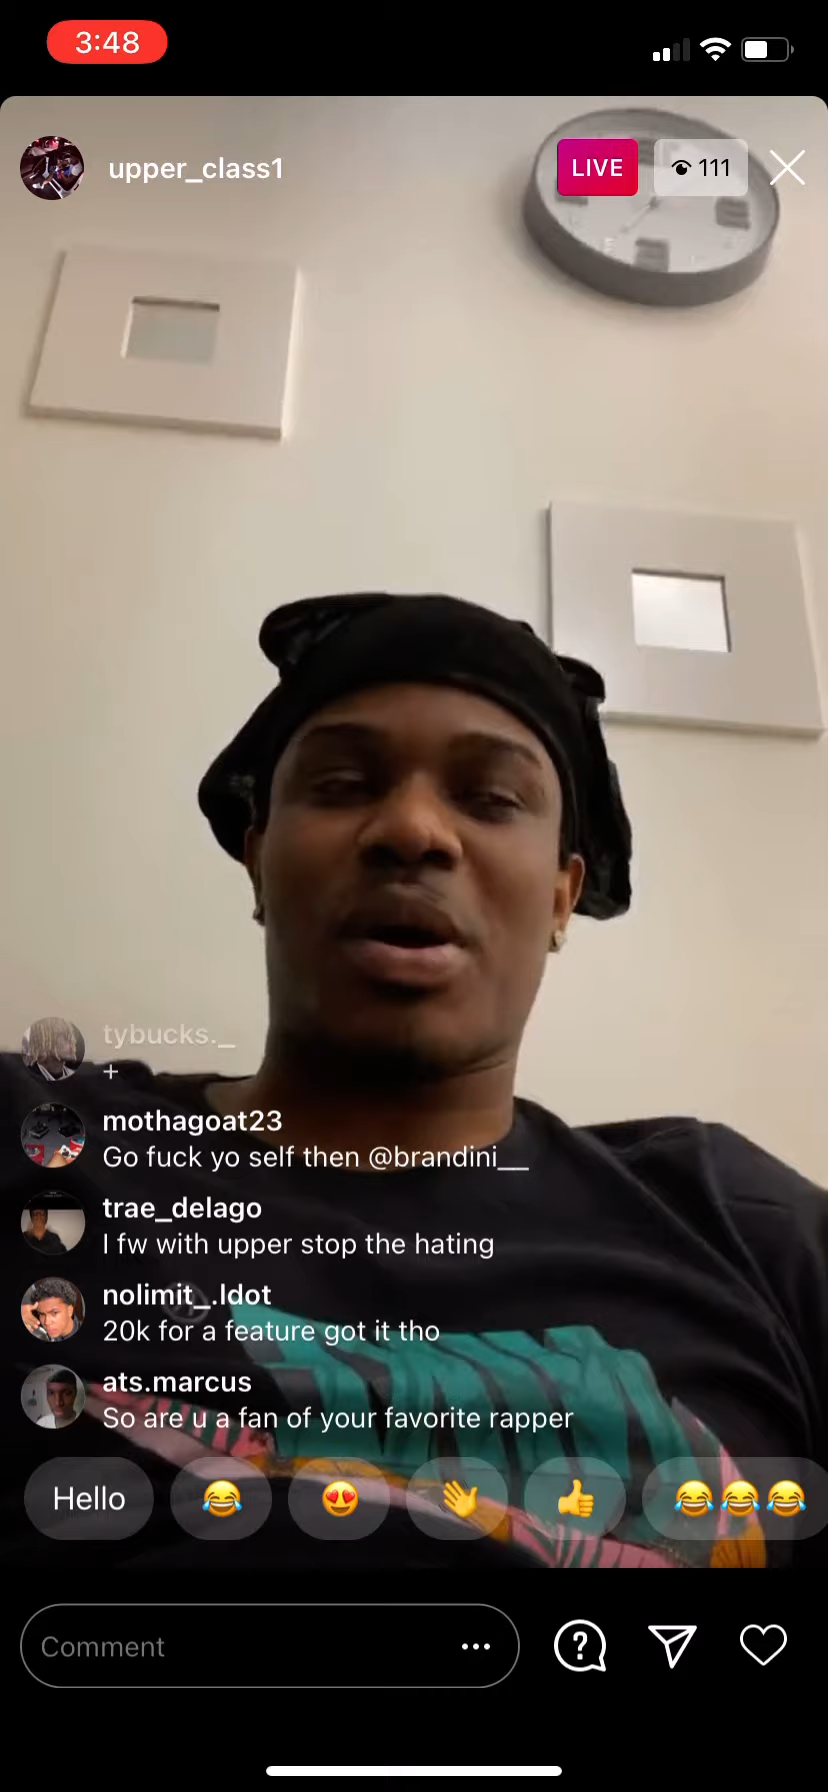 3:48
upper_class1
LIVE
111
tybucks._
+
mothagoat23
Go fuck yo self then @brandini__
trae_delago
I fw with upper stop the hating
nolimit_.ldot
20k for a feature got it tho
ats.marcus
So are u a fan of your favorite rapper
Hello
Comment